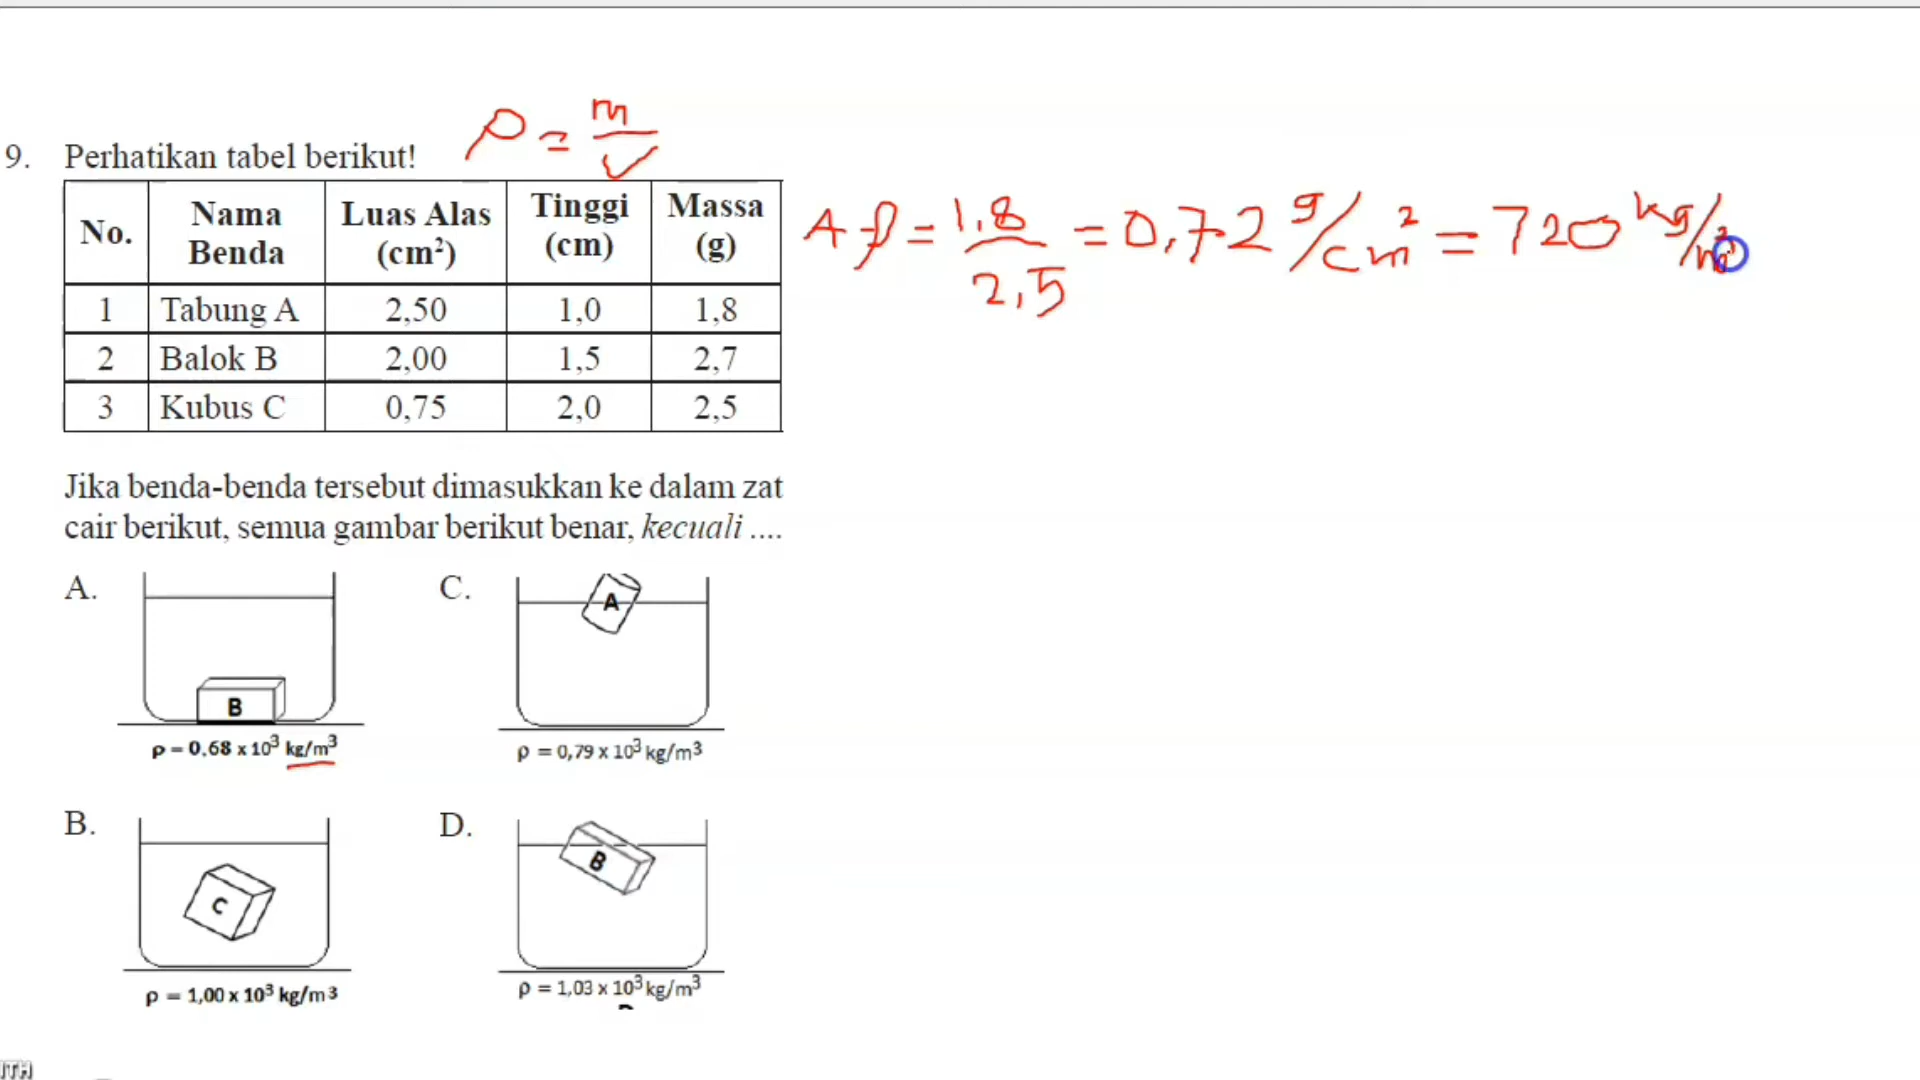 9. Perhatikan tabel berikut!
ρ = m/v
No. Nama Benda Luas Alas (cm²) Tinggi (cm) Massa (g)
1 Tabung A 2,50 1,0 1,8
2 Balok B 2,00 1,5 2,7
3 Kubus C 0,75 2,0 2,5
A ρ = 1,8/2,5 = 0,72 g/cm² = 720 kg/m³
Jika benda-benda tersebut dimasukkan ke dalam zat
cair berikut, semua gambar berikut benar, kecuali ....
A.
B
ρ = 0,68 x 10³ kg/m³
C.
A
ρ = 0,79 x 10³ kg/m³
B.
C
ρ = 1,00 x 10³ kg/m3
D.
B
ρ = 1,03 x 10³ kg/m³